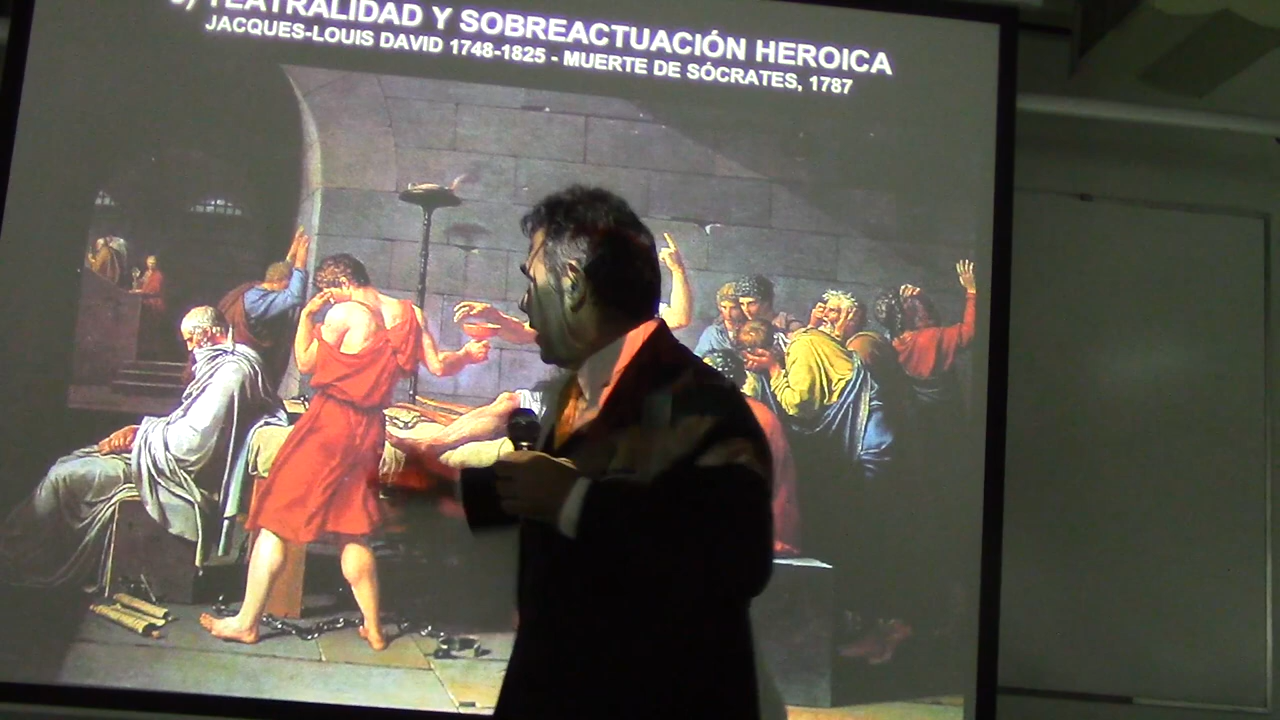 TEATRALIDAD Y SOBREACTUACIÓN HEROICA
JACQUES-LOUIS DAVID 1748-1825 - MUERTE DE SÓCRATES, 1787